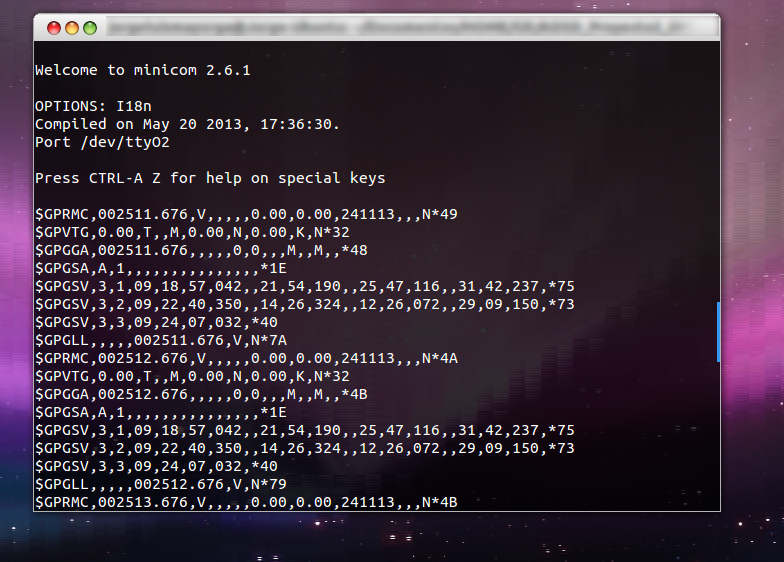 Welcome to minicom 2.6.1
OPTIONS: I18n
Compiled on May 20 2013, 17:36:30.
Port /dev/ttyO2
Press CTRL-A Z for help on special keys
$GPRMC,002511.676,V,,,,,0.00,0.00,241113,,,N*49
$GPVTG,0.00,T,,M,0.00,N,0.00,K,N*32
$GPGGA,002511.676,,,,,0,0,,,M,,M,,*48
$GPGSA,A,1,,,,,,,,,,,,,,,*1E
$GPGSV,3,1,09,18,57,042,,21,54,190,,25,47,116,,31,42,237,*75
$GPGSV,3,2,09,22,40,350,,14,26,324,,12,26,072,,29,09,150,*73
$GPGSV,3,3,09,24,07,032,*40
$GPGLL,,,,,002511.676,V,N*7A
$GPRMC,002512.676,V,,,,,0.00,0.00,241113,,,N*4A
$GPVTG,0.00,T,,M,0.00,N,0.00,K,N*32
$GPGGA,002512.676,,,,,0,0,,,M,,M,,*4B
$GPGSA,A,1,,,,,,,,,,,,,,,*1E
$GPGSV,3,1,09,18,57,042,,21,54,190,,25,47,116,,31,42,237,*75
$GPGSV,3,2,09,22,40,350,,14,26,324,,12,26,072,,29,09,150,*73
$GPGSV,3,3,09,24,07,032,*40
$GPGLL,,,,,002512.676,V,N*79
$GPRMC,002513.676,V,,,,,0.00,0.00,241113,,,N*4B